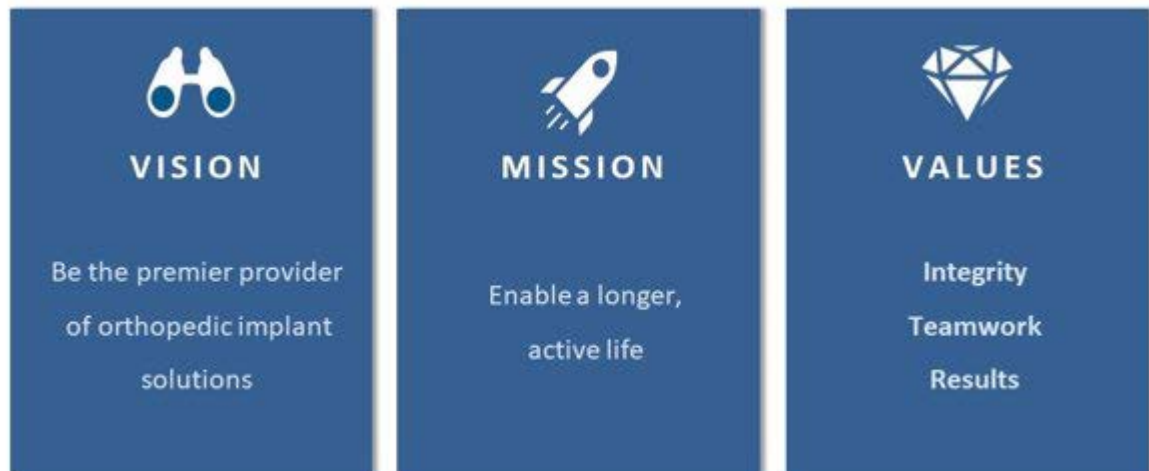 VISION
Be the premier provider
of orthopedic implant
solutions
MISSION
Enable a longer,
active life
VALUES
Integrity
Teamwork
Results